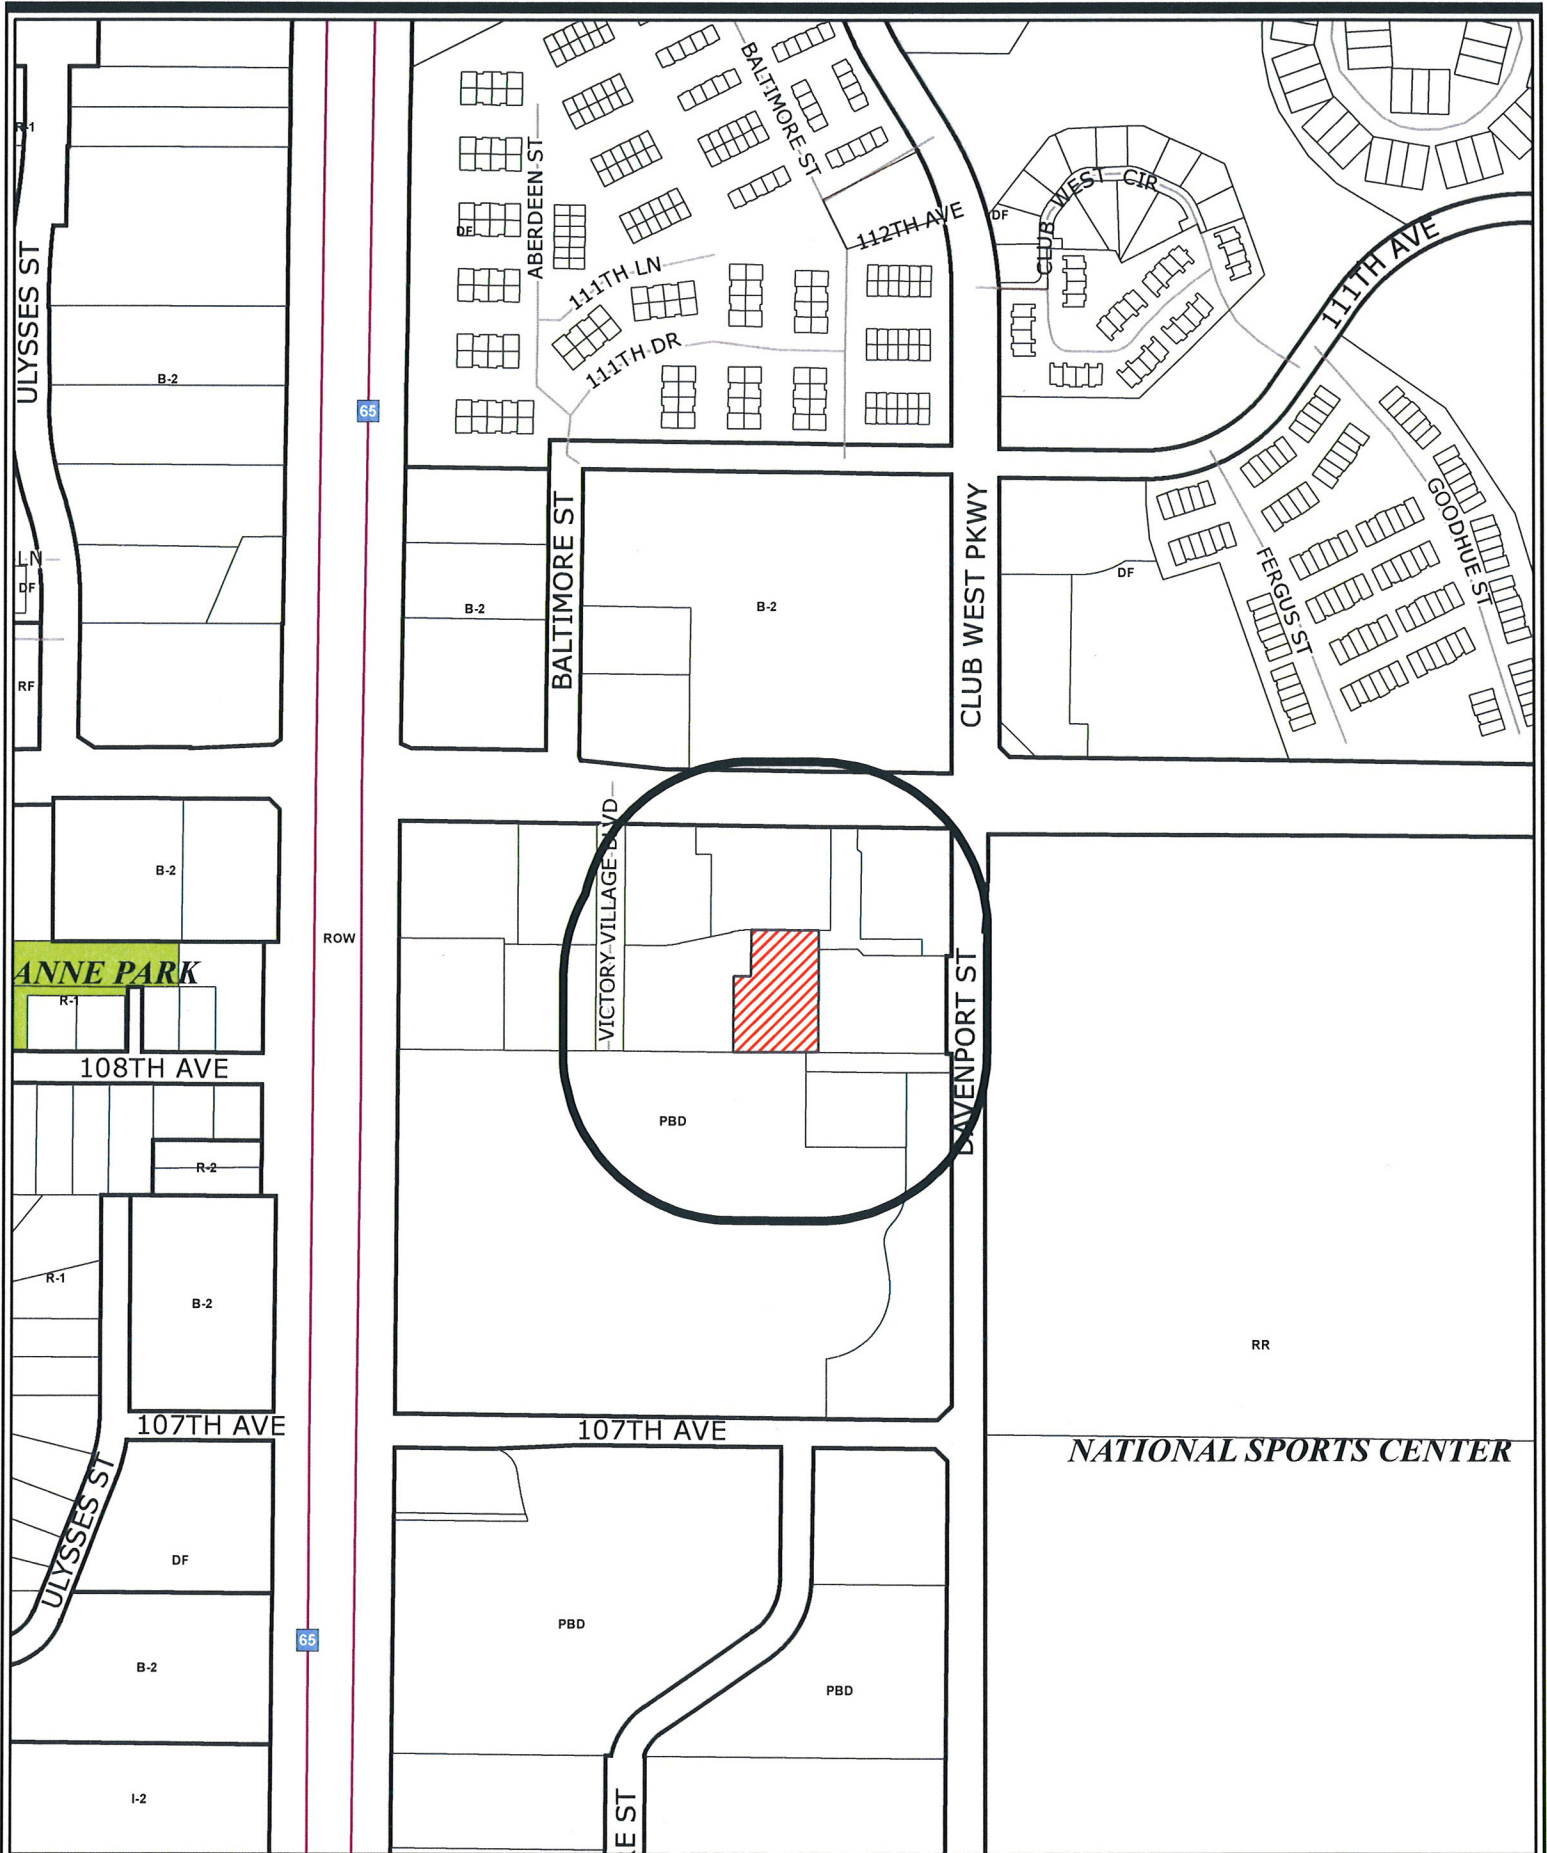 R-1
ULYSSES ST
B-2
65
ABERDEEN ST
DF
BALTIMORE ST
111TH LN
111TH DR
112TH AVE
DF
CLUB WEST CIR
111TH AVE
LN
DF
RF
B-2
BALTIMORE ST
B-2
CLUB WEST PKWY
DF
FERGUS ST
GOODHUE ST
B-2
ROW
VICTORY VILLAGE BLVD
ANNE PARK
R-1
108TH AVE
DAVENPORT ST
PBD
R-2
R-1
B-2
RR
107TH AVE
107TH AVE
NATIONAL SPORTS CENTER
ULYSSES ST
DF
PBD
65
B-2
PBD
I-2
RE ST